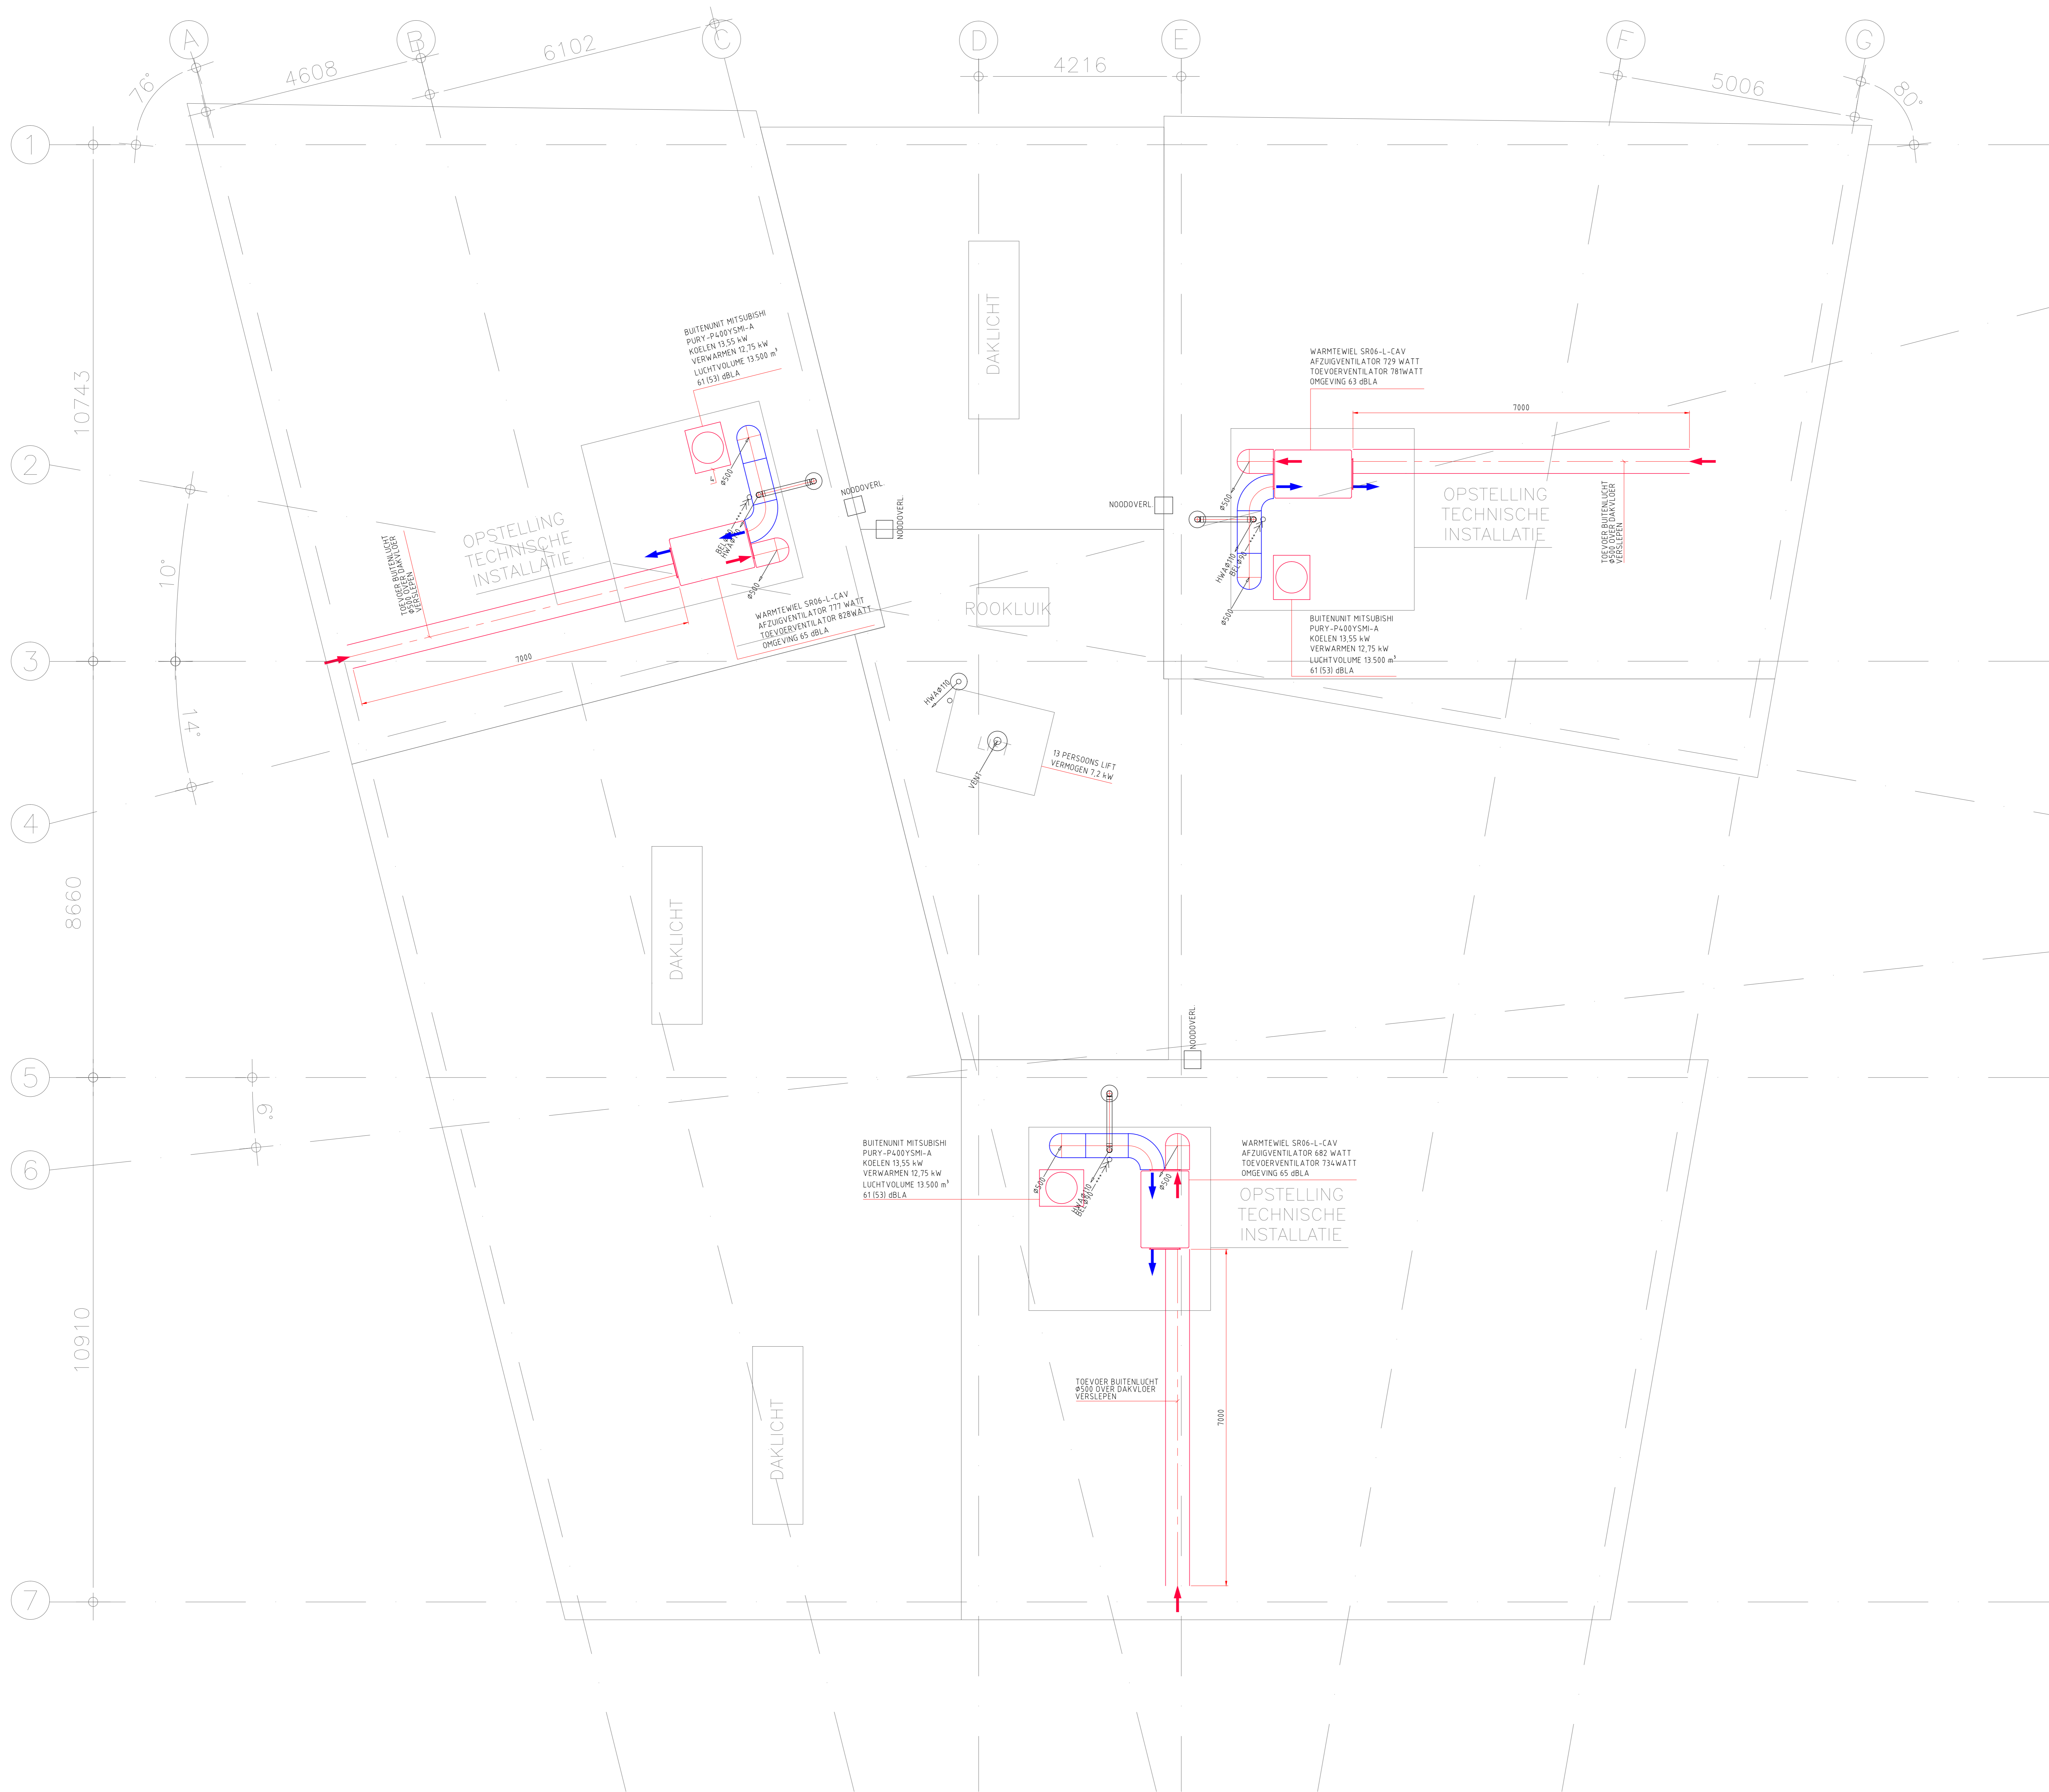 A
B
C
D
E
F
G
76°
4608
6102
4216
5006
80°
1
2
3
4
5
6
7
10743
8660
10910
10°
14°
6°
BUITENUNIT MITSUBISHI
PURY-P400YSMI-A
KOELEN 13,55 kW
VERWARMEN 12,75 kW
LUCHTVOLUME 13.500 m³
61 (53) dBLA
OPSTELLING
TECHNISCHE
INSTALLATIE
TOEVOER BUITENLUCHT
Ø500 OVER DAKVLOER
VERSLEPEN
Ø500
HWAØ110
Ø500
7000
WARMTEWIEL SR06-L-CAV
AFZUIGVENTILATOR 777 WATT
TOEVOERVENTILATOR 828WATT
OMGEVING 65 dBLA
NOODOVERL.
NOODOVERL.
DAKLICHT
ROOKLUIK
HWAØ110
LIFT
VENT
13 PERSOONS LIFT
VERMOGEN 7,2 kW
NOODOVERL.
WARMTEWIEL SR06-L-CAV
AFZUIGVENTILATOR 729 WATT
TOEVOERVENTILATOR 781WATT
OMGEVING 63 dBLA
7000
Ø500
HWAØ110
BELØ90
Ø500
OPSTELLING
TECHNISCHE
INSTALLATIE
TOEVOER BUITENLUCHT
Ø500 OVER DAKVLOER
VERSLEPEN
BUITENUNIT MITSUBISHI
PURY-P400YSMI-A
KOELEN 13,55 kW
VERWARMEN 12,75 kW
LUCHTVOLUME 13.500 m³
61 (53) dBLA
DAKLICHT
DAKLICHT
NOODOVERL.
BUITENUNIT MITSUBISHI
PURY-P400YSMI-A
KOELEN 13,55 kW
VERWARMEN 12,75 kW
LUCHTVOLUME 13.500 m³
61 (53) dBLA
Ø500
HWAØ110
BELØ90
Ø500
WARMTEWIEL SR06-L-CAV
AFZUIGVENTILATOR 682 WATT
TOEVOERVENTILATOR 734WATT
OMGEVING 65 dBLA
OPSTELLING
TECHNISCHE
INSTALLATIE
TOEVOER BUITENLUCHT
Ø500 OVER DAKVLOER
VERSLEPEN
7000